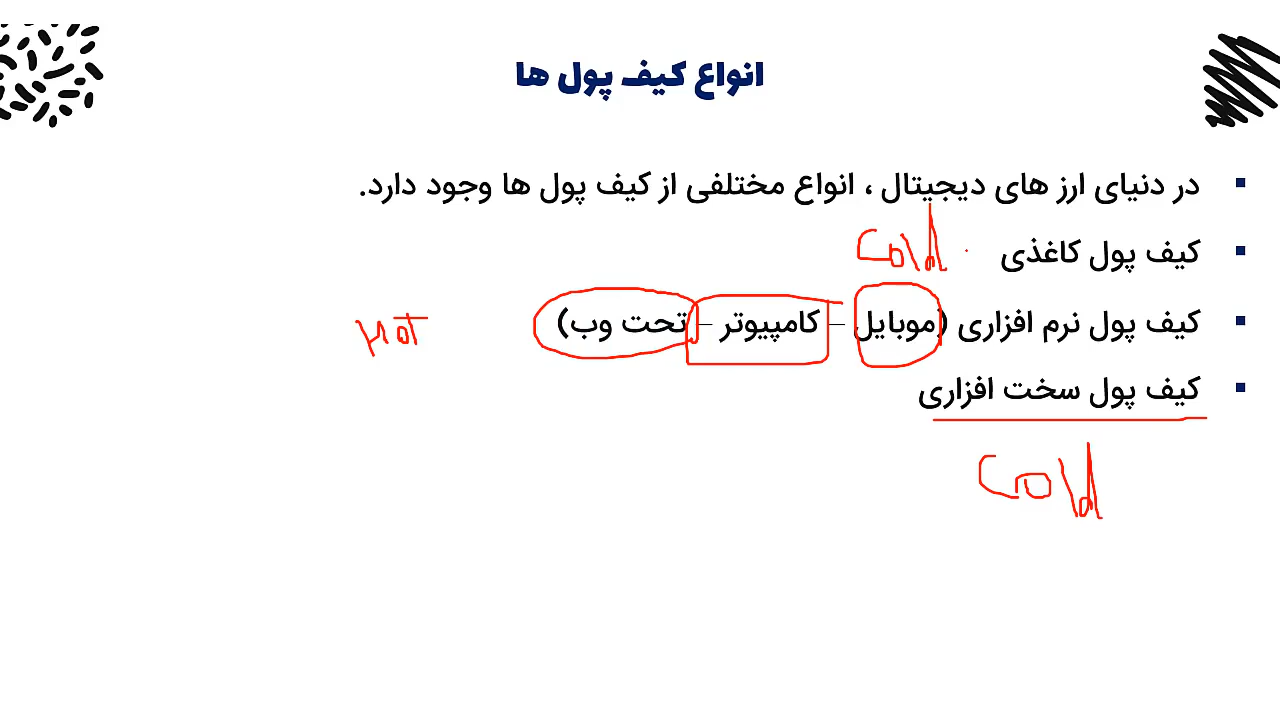 انواع کیف پول ها
در دنیای ارز های دیجیتال ، انواع مختلفی از کیف پول ها وجود دارد.
کیف پول کاغذی Cold
کیف پول نرم افزاری (موبایل – کامپیوتر – تحت وب) HOT
کیف پول سخت افزاری
Cold